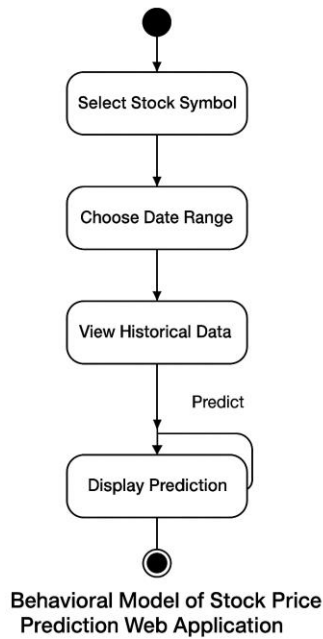 Select Stock Symbol
Choose Date Range
View Historical Data
Predict
Display Prediction
Behavioral Model of Stock Price
Prediction Web Application